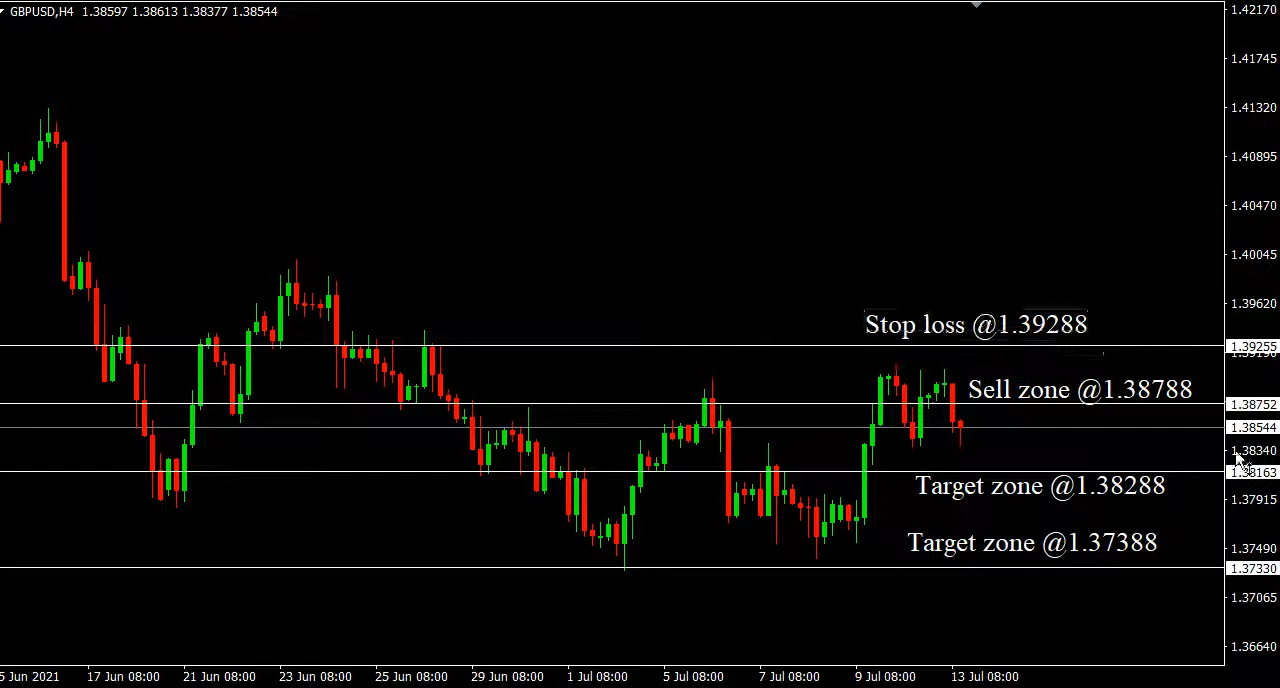 GBPUSD,H4 1.38597 1.38613 1.38377 1.38544
1.42170
1.41745
1.41320
1.40895
1.40470
1.40045
1.39620
Stop loss @1.39288
1.39255
Sell zone @1.38788
1.38752
1.38544
1.38340
1.38163
Target zone @1.38288
1.37915
Target zone @1.37388
1.37490
1.37330
1.37065
1.36640
5 Jun 2021 17 Jun 08:00 21 Jun 08:00 23 Jun 08:00 25 Jun 08:00 29 Jun 08:00 1 Jul 08:00 5 Jul 08:00 7 Jul 08:00 9 Jul 08:00 13 Jul 08:00